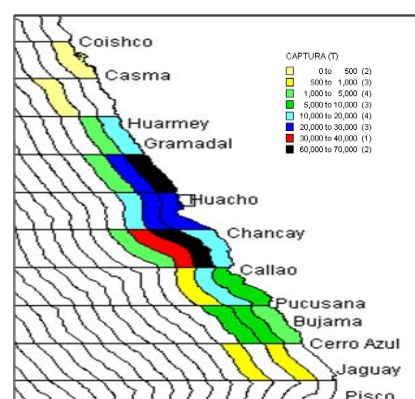 Coishco
CAPTURA (T)
0 to 500 (2)
500 to 1,000 (3)
1,000 to 5,000 (4)
5,000 to 10,000 (3)
10,000 to 20,000 (4)
20,000 to 30,000 (3)
30,000 to 40,000 (1)
60,000 to 70,000 (2)
Casma
Huarmey
Gramadal
Huacho
Chancay
Callao
Pucusana
Bujama
Cerro Azul
Jaguay
Pisco